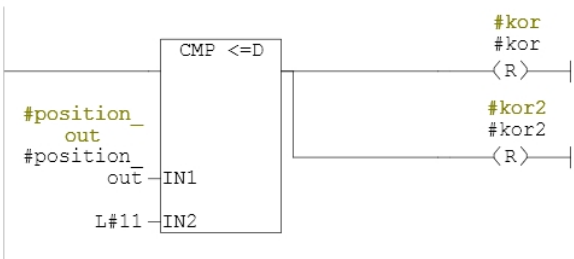 #kor
#kor
CMP <=D
(R)
#kor2
#position_
out
#kor2
#position_
out
(R)
IN1
L#11
IN2